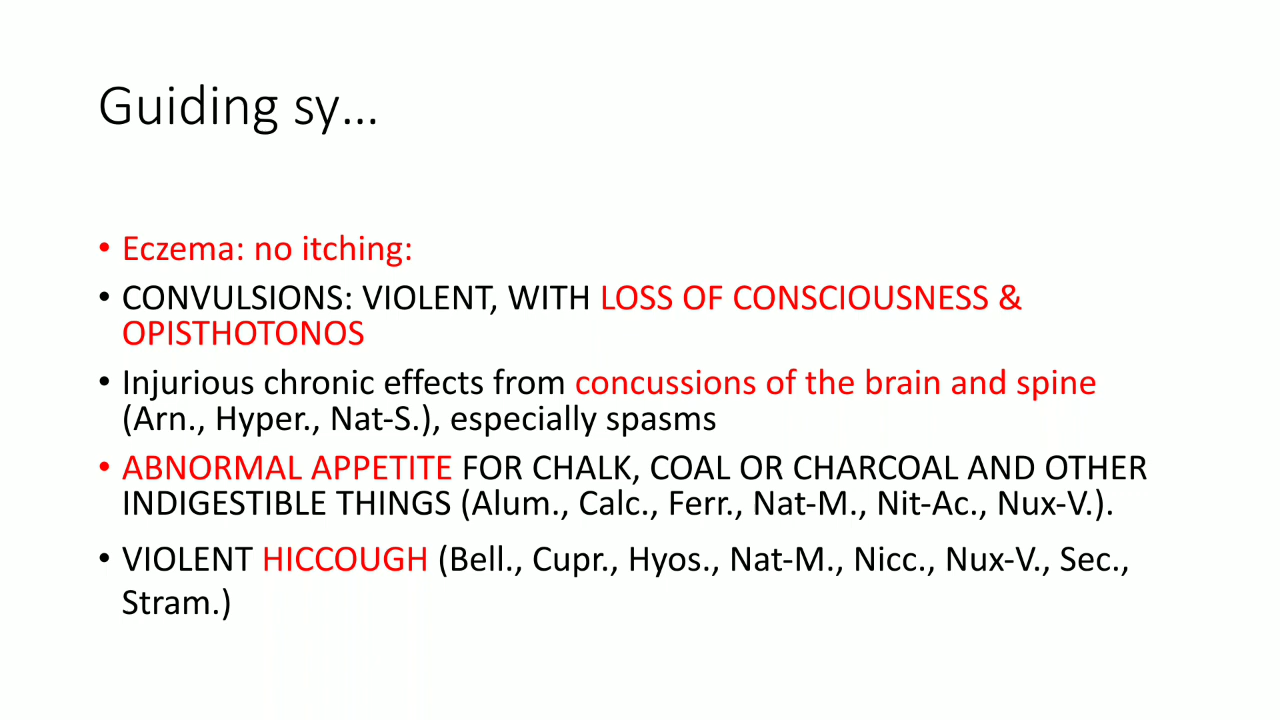 Guiding sy...
• Eczema: no itching:
• CONVULSIONS: VIOLENT, WITH LOSS OF CONSCIOUSNESS &
OPISTHOTONOS
• Injurious chronic effects from concussions of the brain and spine
(Arn., Hyper., Nat-S.), especially spasms
• ABNORMAL APPETITE FOR CHALK, COAL OR CHARCOAL AND OTHER
INDIGESTIBLE THINGS (Alum., Calc., Ferr., Nat-M., Nit-Ac., Nux-V.).
• VIOLENT HICCOUGH (Bell., Cupr., Hyos., Nat-M., Nicc., Nux-V., Sec.,
Stram.)